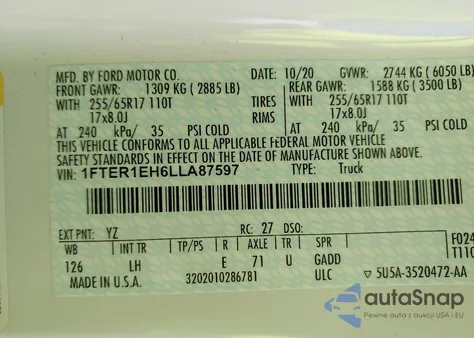 MFD. BY FORD MOTOR CO. DATE: 10/20 GVWR: 2744 KG ( 6050 LB)
FRONT GAWR: 1309 KG ( 2885 LB) REAR GAWR: 1588 KG ( 3500 LB)
WITH 255/65R17 110T TIRES WITH 255/65R17 110T
17x8.0J RIMS 17x8.0J
AT 240 kPa/ 35 PSI COLD AT 240 kPa/ 35 PSI COLD
THIS VEHICLE CONFORMS TO ALL APPLICABLE FEDERAL MOTOR VEHICLE
SAFETY STANDARDS IN EFFECT ON THE DATE OF MANUFACTURE SHOWN ABOVE.
VIN: 1FTER1EH6LLA87597 TYPE: Truck
EXT PNT: YZ RC: 27 DSO: F024
WB INT TR TP/PS R AXLE TR SPR T110
126 LH E 71 U GADD
MADE IN U.S.A. 3202010286781 ULC 5U5A-3520472-AA
autoSnap
Pewne auta z USA i EU